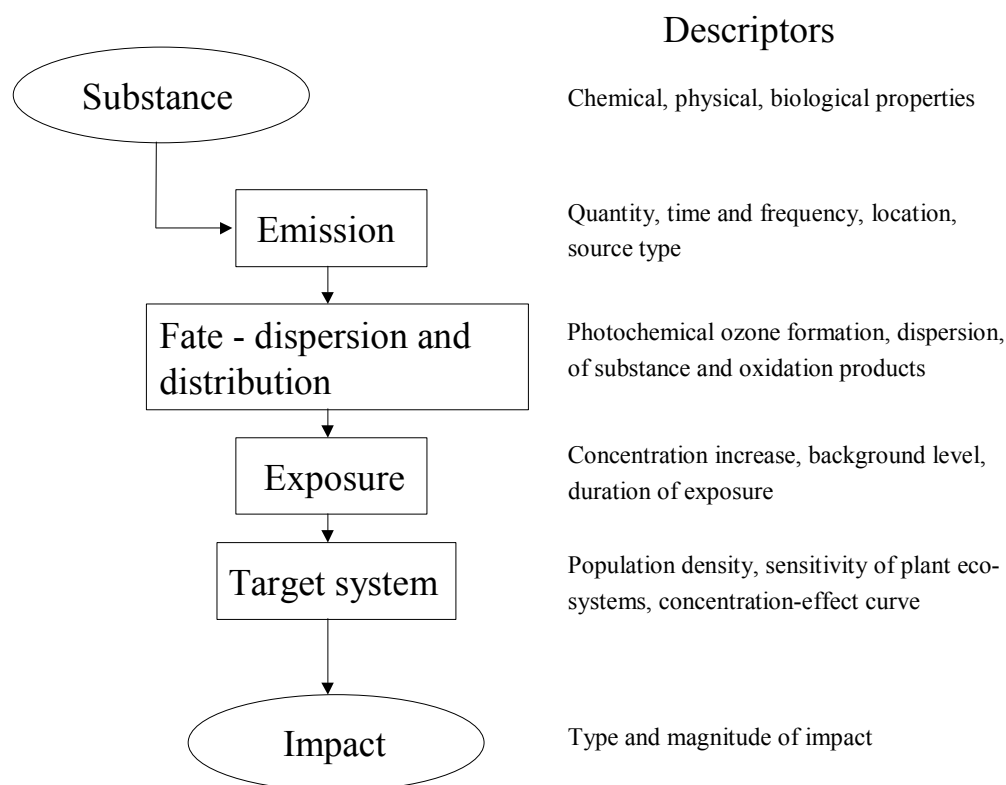 Descriptors
Substance
Chemical, physical, biological properties
Emission
Quantity, time and frequency, location,
source type
Fate - dispersion and
distribution
Photochemical ozone formation, dispersion,
of substance and oxidation products
Exposure
Concentration increase, background level,
duration of exposure
Target system
Population density, sensitivity of plant eco-
systems, concentration-effect curve
Impact
Type and magnitude of impact